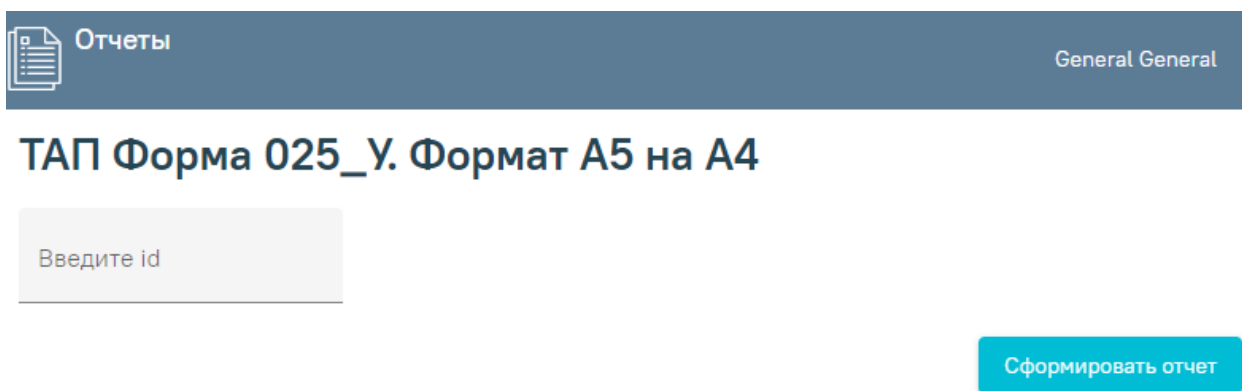 Отчеты
General General
ТАП Форма 025_У. Формат А5 на А4
Введите id
Сформировать отчет